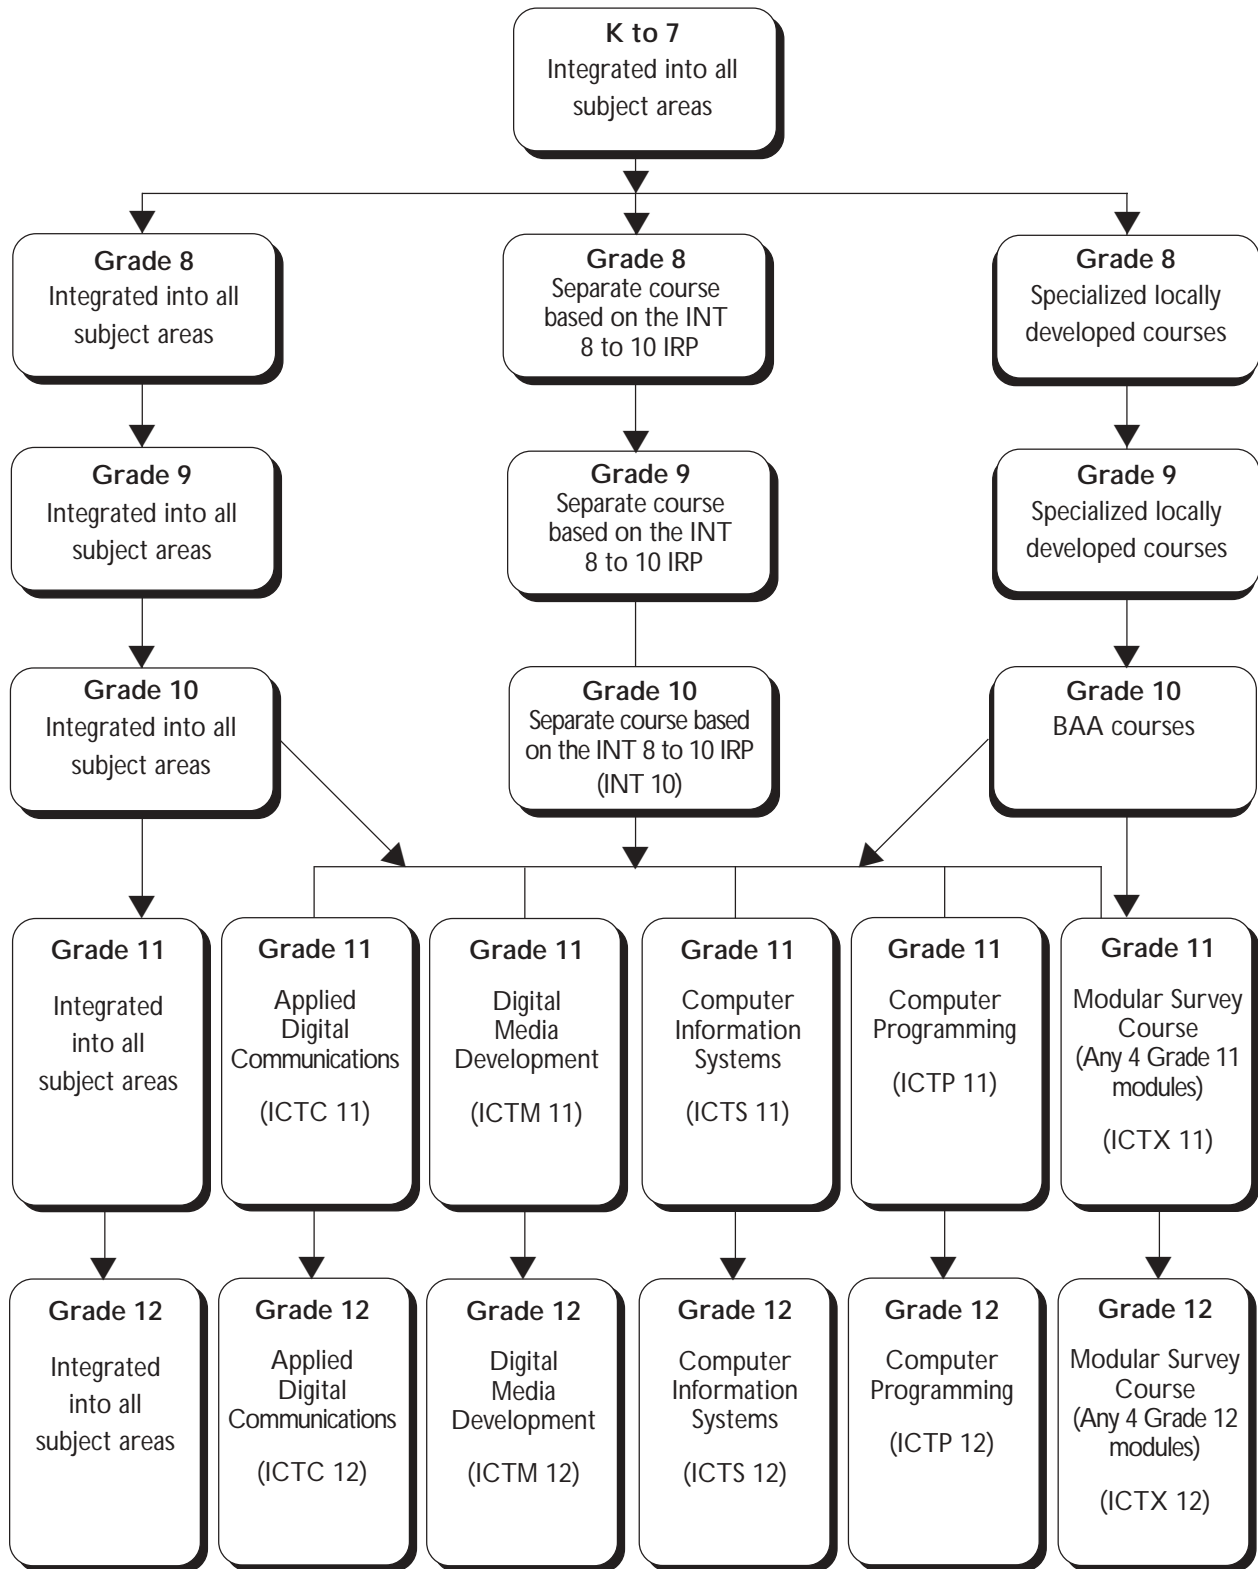 K to 7
Integrated into all
subject areas
Grade 8
Integrated into all
subject areas
Grade 8
Separate course
based on the INT
8 to 10 IRP
Grade 8
Specialized locally
developed courses
Grade 9
Integrated into all
subject areas
Grade 9
Separate course
based on the INT
8 to 10 IRP
Grade 9
Specialized locally
developed courses
Grade 10
Integrated into all
subject areas
Grade 10
Separate course based
on the INT 8 to 10 IRP
(INT 10)
Grade 10
BAA courses
Grade 11
Integrated
into all
subject areas
Grade 11
Applied
Digital
Communications
(ICTC 11)
Grade 11
Digital
Media
Development
(ICTM 11)
Grade 11
Computer
Information
Systems
(ICTS 11)
Grade 11
Computer
Programming
(ICTP 11)
Grade 11
Modular Survey
Course
(Any 4 Grade 11
modules)
(ICTX 11)
Grade 12
Integrated
into all
subject areas
Grade 12
Applied
Digital
Communications
(ICTC 12)
Grade 12
Digital
Media
Development
(ICTM 12)
Grade 12
Computer
Information
Systems
(ICTS 12)
Grade 12
Computer
Programming
(ICTP 12)
Grade 12
Modular Survey
Course
(Any 4 Grade 12
modules)
(ICTX 12)